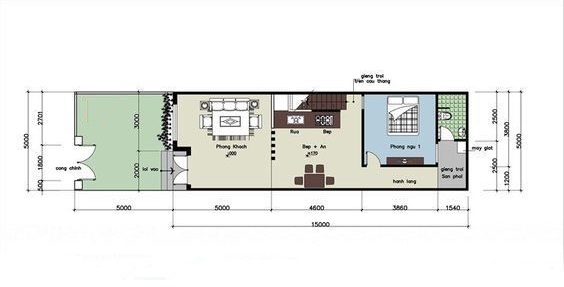 gieng troi
Tren cau thang
2701
3000
5000
1800
cong chinh
loi vao
2000
500
Phong Khach
±000
Rua
Bep
Bep + An
Phong ngu 1
may giat
gieng troi
San phoi
hanh lang
2500
3800
5000
2500
1200
5000
5000
4600
3860
1540
15000